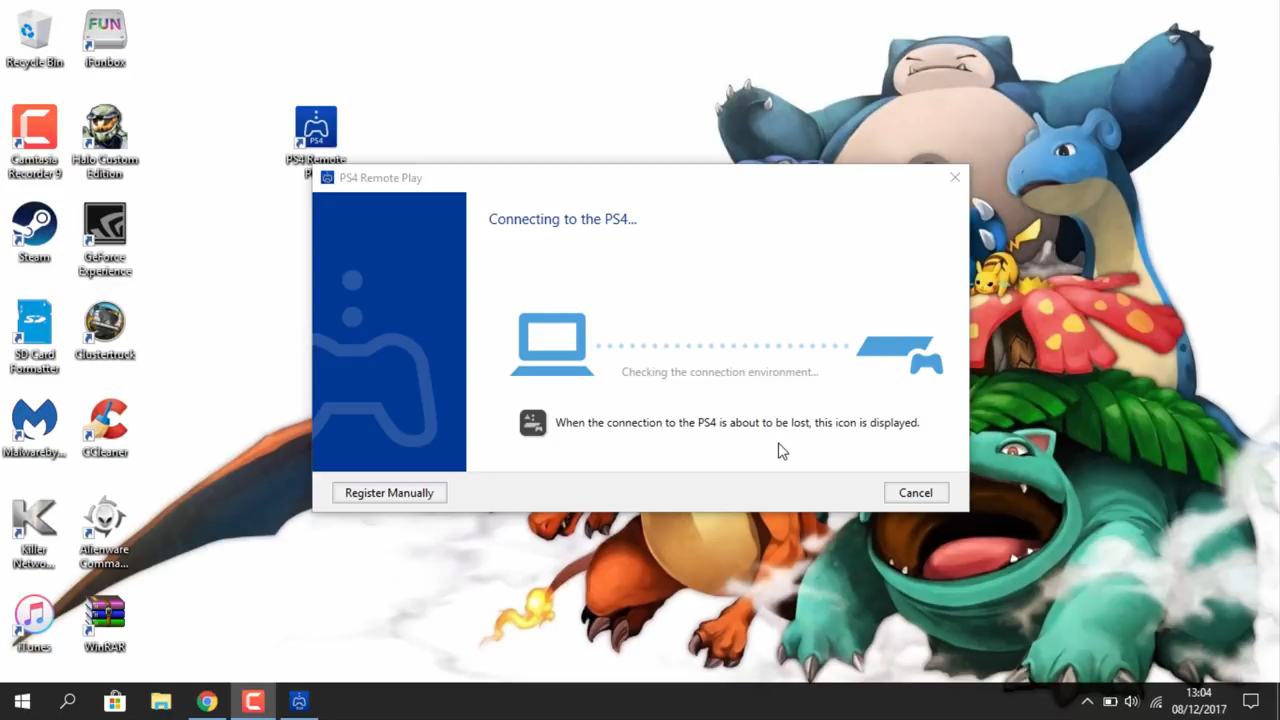 FUN
Recycle Bin
iFunbox
Camtasia
Recorder 9
Halo Custom
Edition
PS4
PS4 Remote
Steam
GeForce
Experience
SD Card
Formatter
Clustertruck
Malwareby...
CCleaner
Killer
Netwo...
Alienware
Comma...
iTunes
WinRAR
PS4 Remote Play
Connecting to the PS4...
Checking the connection environment...
When the connection to the PS4 is about to be lost, this icon is displayed.
Register Manually
Cancel
13:04
08/12/2017